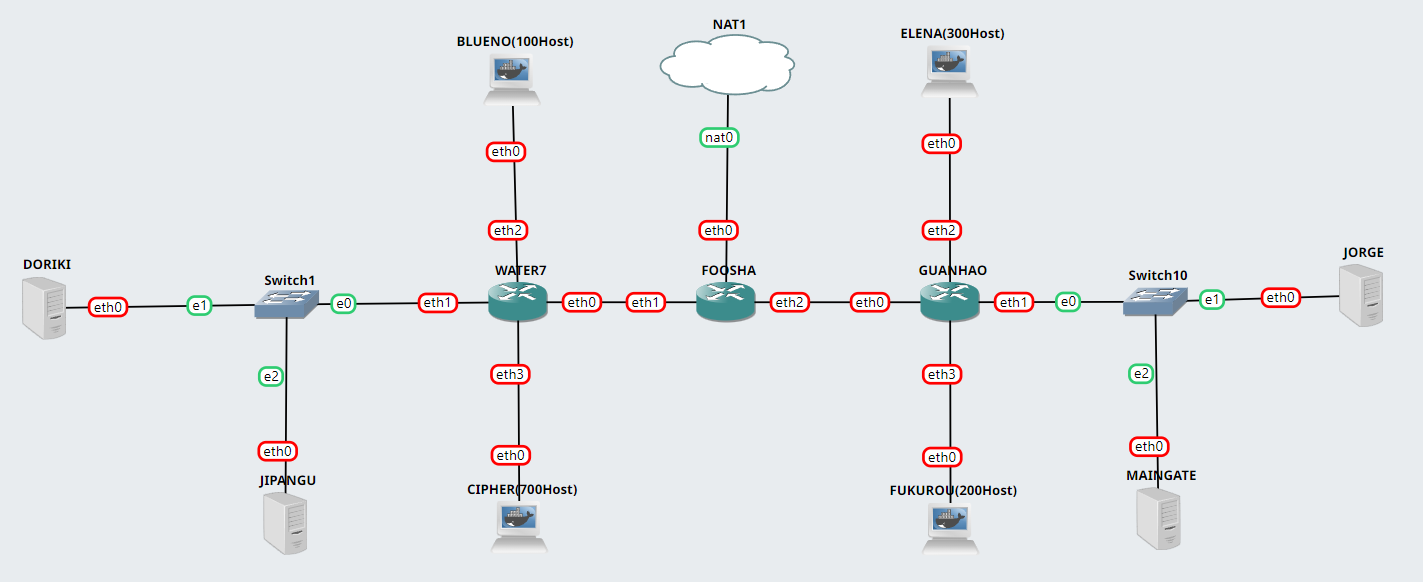 NAT1
BLUENO(100Host)
ELENA(300Host)
nat0
eth0
eth0
eth2
eth0
eth2
DORIKI
Switch1
WATER7
FOOSHA
GUANHAO
Switch10
JORGE
eth0
e1
e0
eth1
eth0
eth1
eth2
eth0
eth1
e0
e1
eth0
e2
eth3
eth3
e2
eth0
eth0
eth0
eth0
JIPANGU
CIPHER(700Host)
FUKUROU(200Host)
MAINGATE